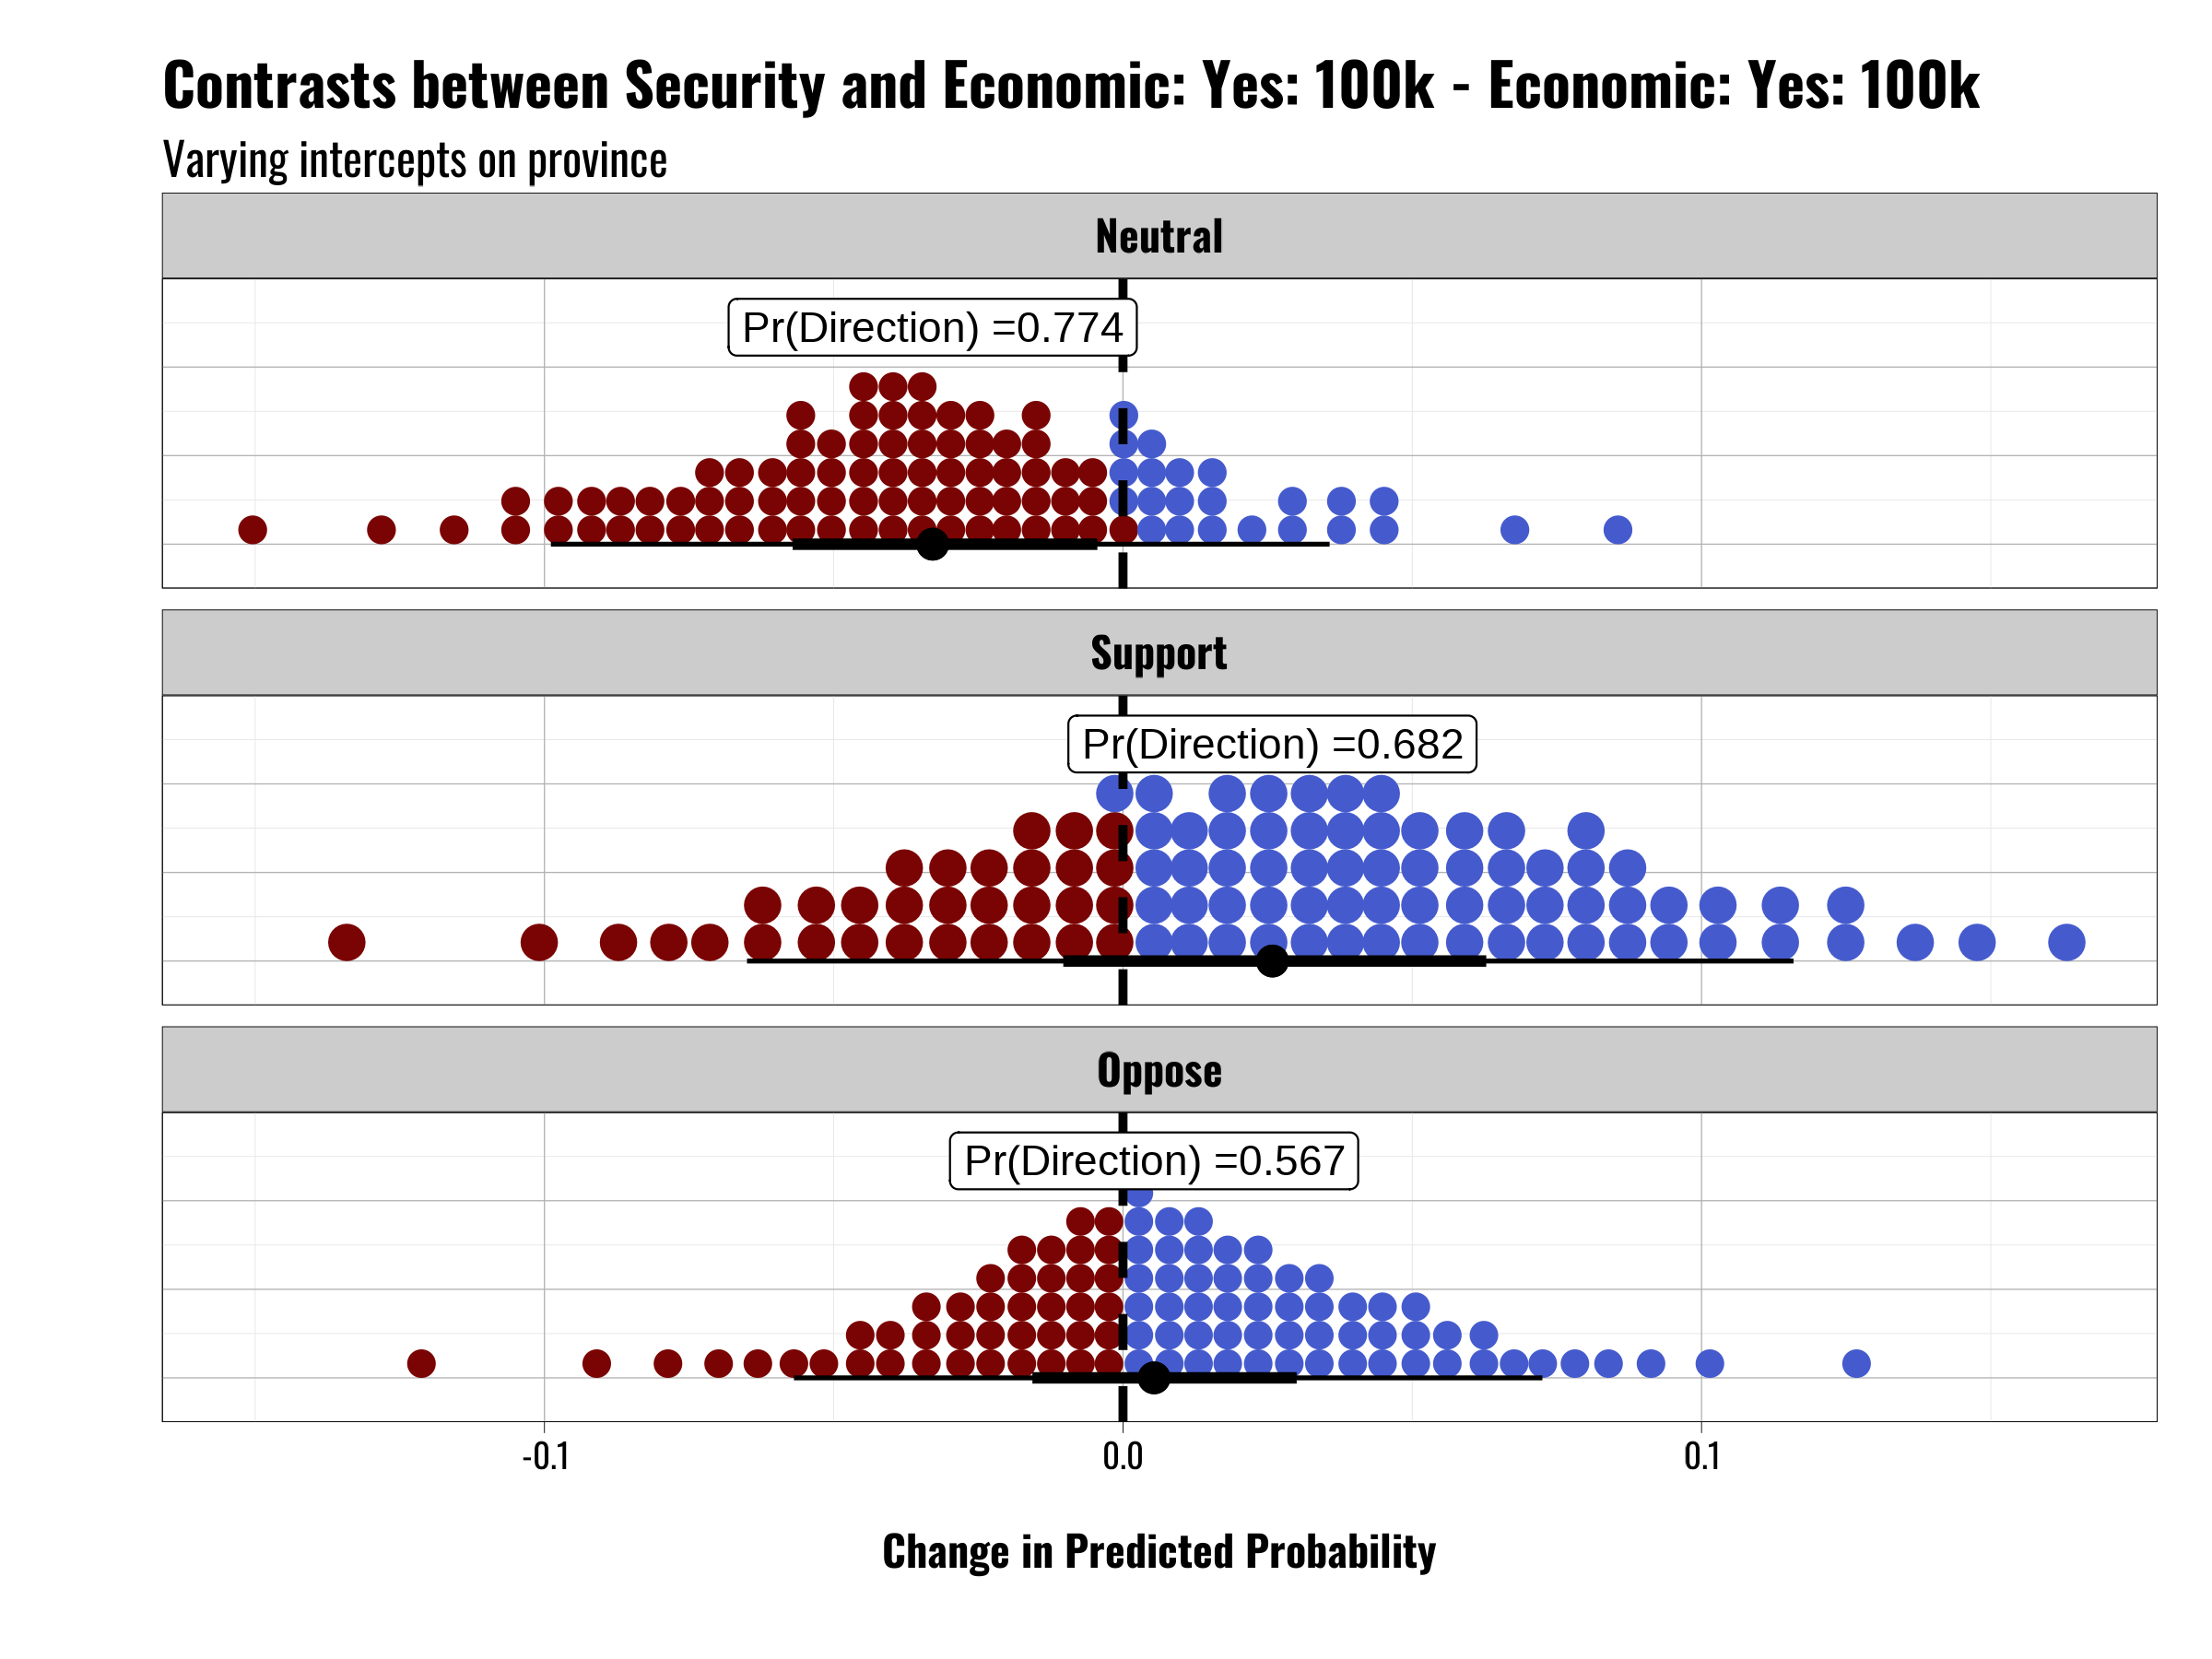 Contrasts between Security and Economic: Yes: 100k - Economic: Yes: 100k
Varying intercepts on province
Neutral
Pr(Direction) =0.774
Support
Pr(Direction) =0.682
Oppose
Pr(Direction) =0.567
-0.1 0.0 0.1
Change in Predicted Probability